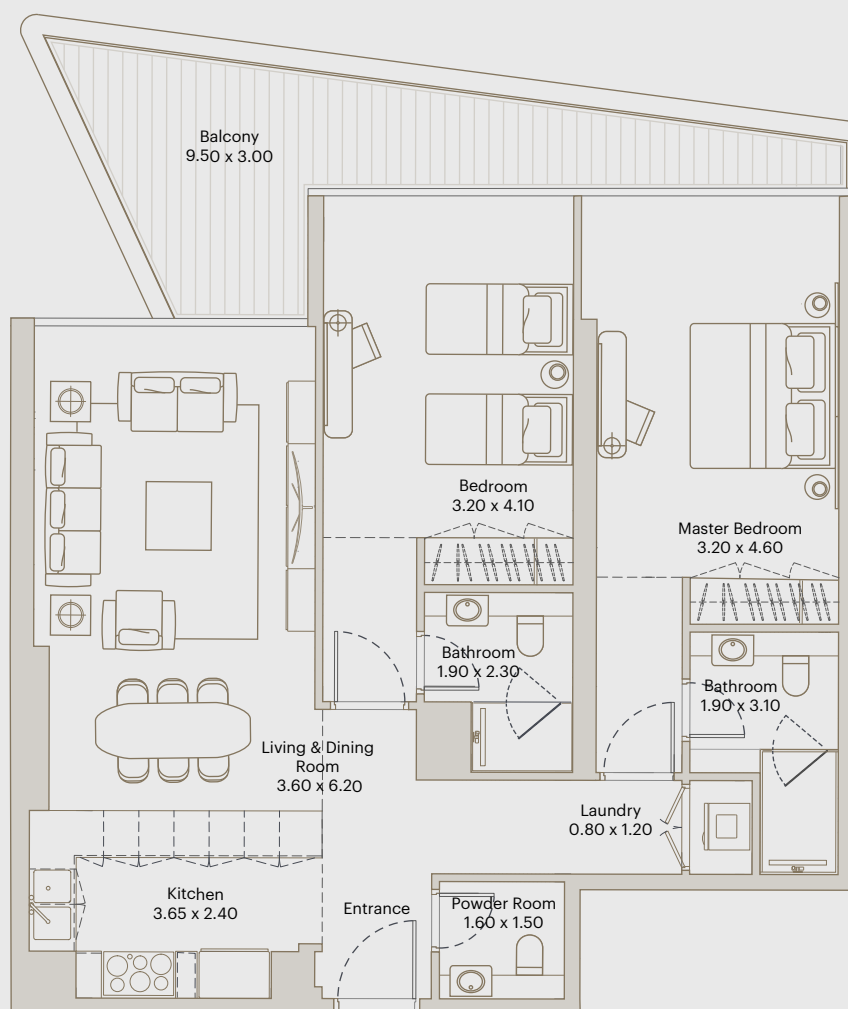 Balcony
9.50 x 3.00
Bedroom
3.20 x 4.10
Master Bedroom
3.20 x 4.60
Bathroom
1.90 x 2.30
Bathroom
1.90 x 3.10
Living & Dining
Room
3.60 x 6.20
Laundry
0.80 x 1.20
Kitchen
3.65 x 2.40
Entrance
Powder Room
1.60 x 1.50